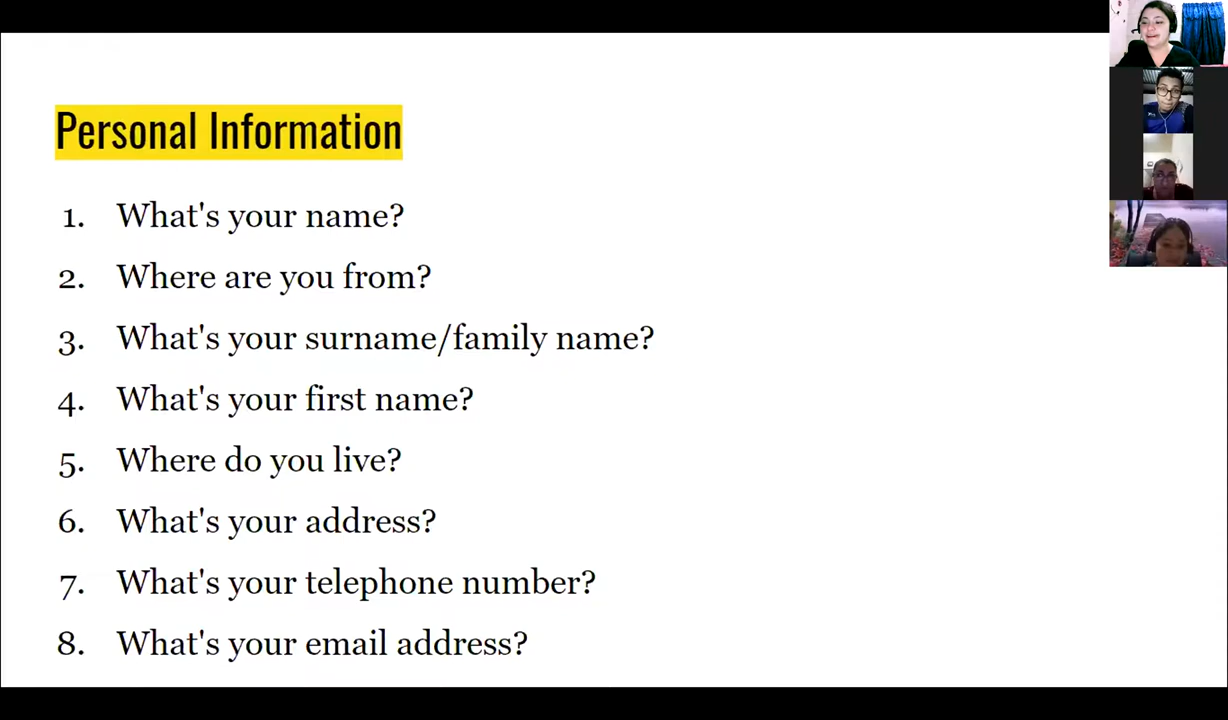 Personal Information
1. What's your name?
2. Where are you from?
3. What's your surname/family name?
4. What's your first name?
5. Where do you live?
6. What's your address?
7. What's your telephone number?
8. What's your email address?